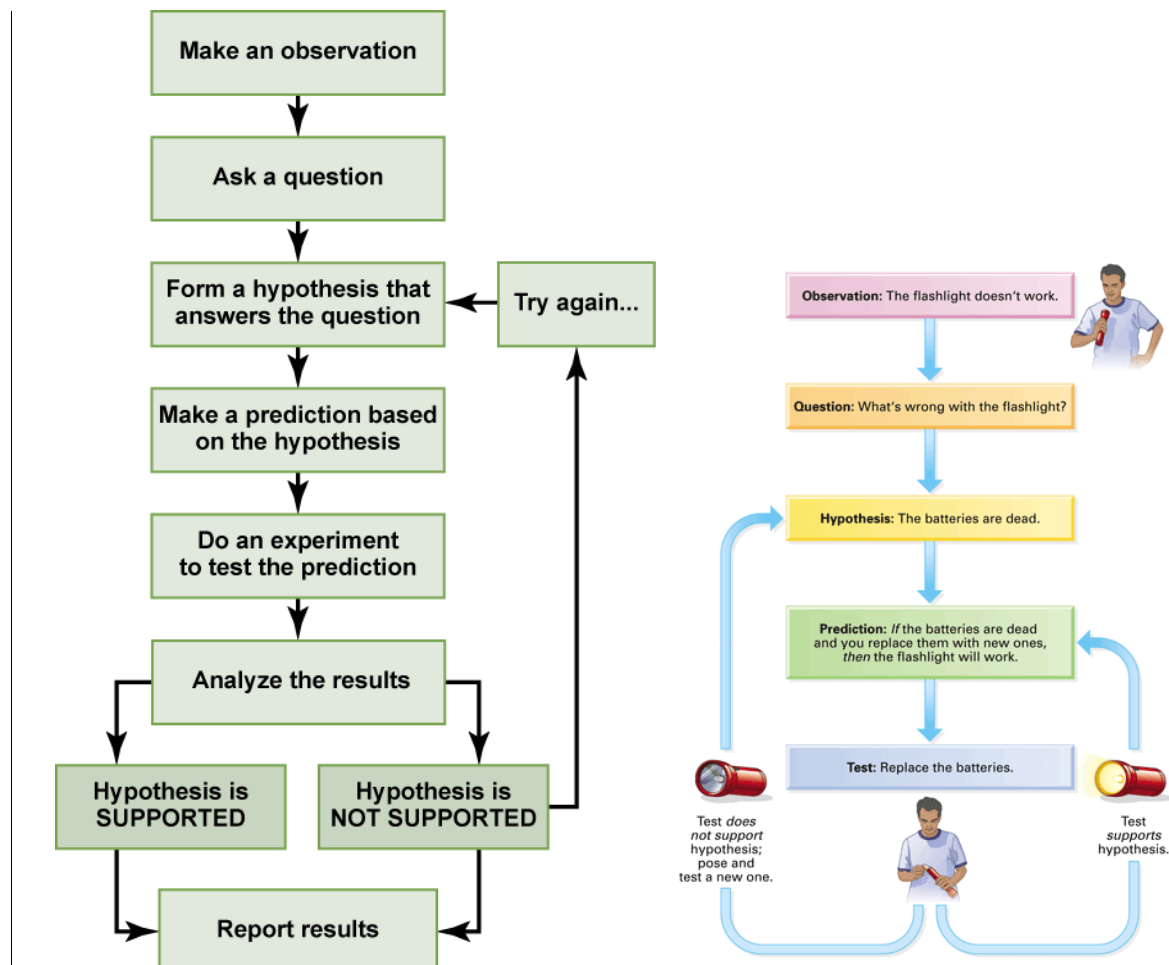 Make an observation
Ask a question
Form a hypothesis that
answers the question
Try again...
Make a prediction based
on the hypothesis
Do an experiment
to test the prediction
Analyze the results
Hypothesis is
SUPPORTED
Hypothesis is
NOT SUPPORTED
Report results
Observation: The flashlight doesn't work.
Question: What's wrong with the flashlight?
Hypothesis: The batteries are dead.
Prediction: If the batteries are dead
and you replace them with new ones,
then the flashlight will work.
Test: Replace the batteries.
Test does
not support
hypothesis;
pose and
test a new one.
Test
supports
hypothesis.